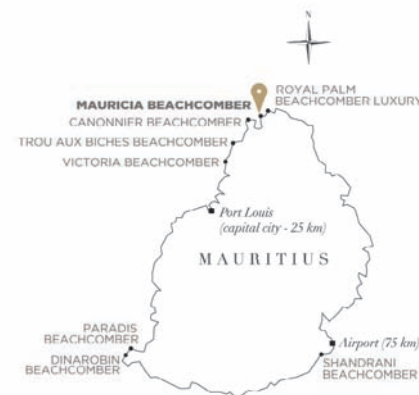 N
ROYAL PALM
BEACHCOMBER LUXURY
MAURICIA BEACHCOMBER
CANONNIER BEACHCOMBER
TROU AUX BICHES BEACHCOMBER
VICTORIA BEACHCOMBER
Port Louis
(capital city - 25 km)
MAURITIUS
PARADIS
BEACHCOMBER
DINAROBIN
BEACHCOMBER
Airport (75 km)
SHANDRANI
BEACHCOMBER